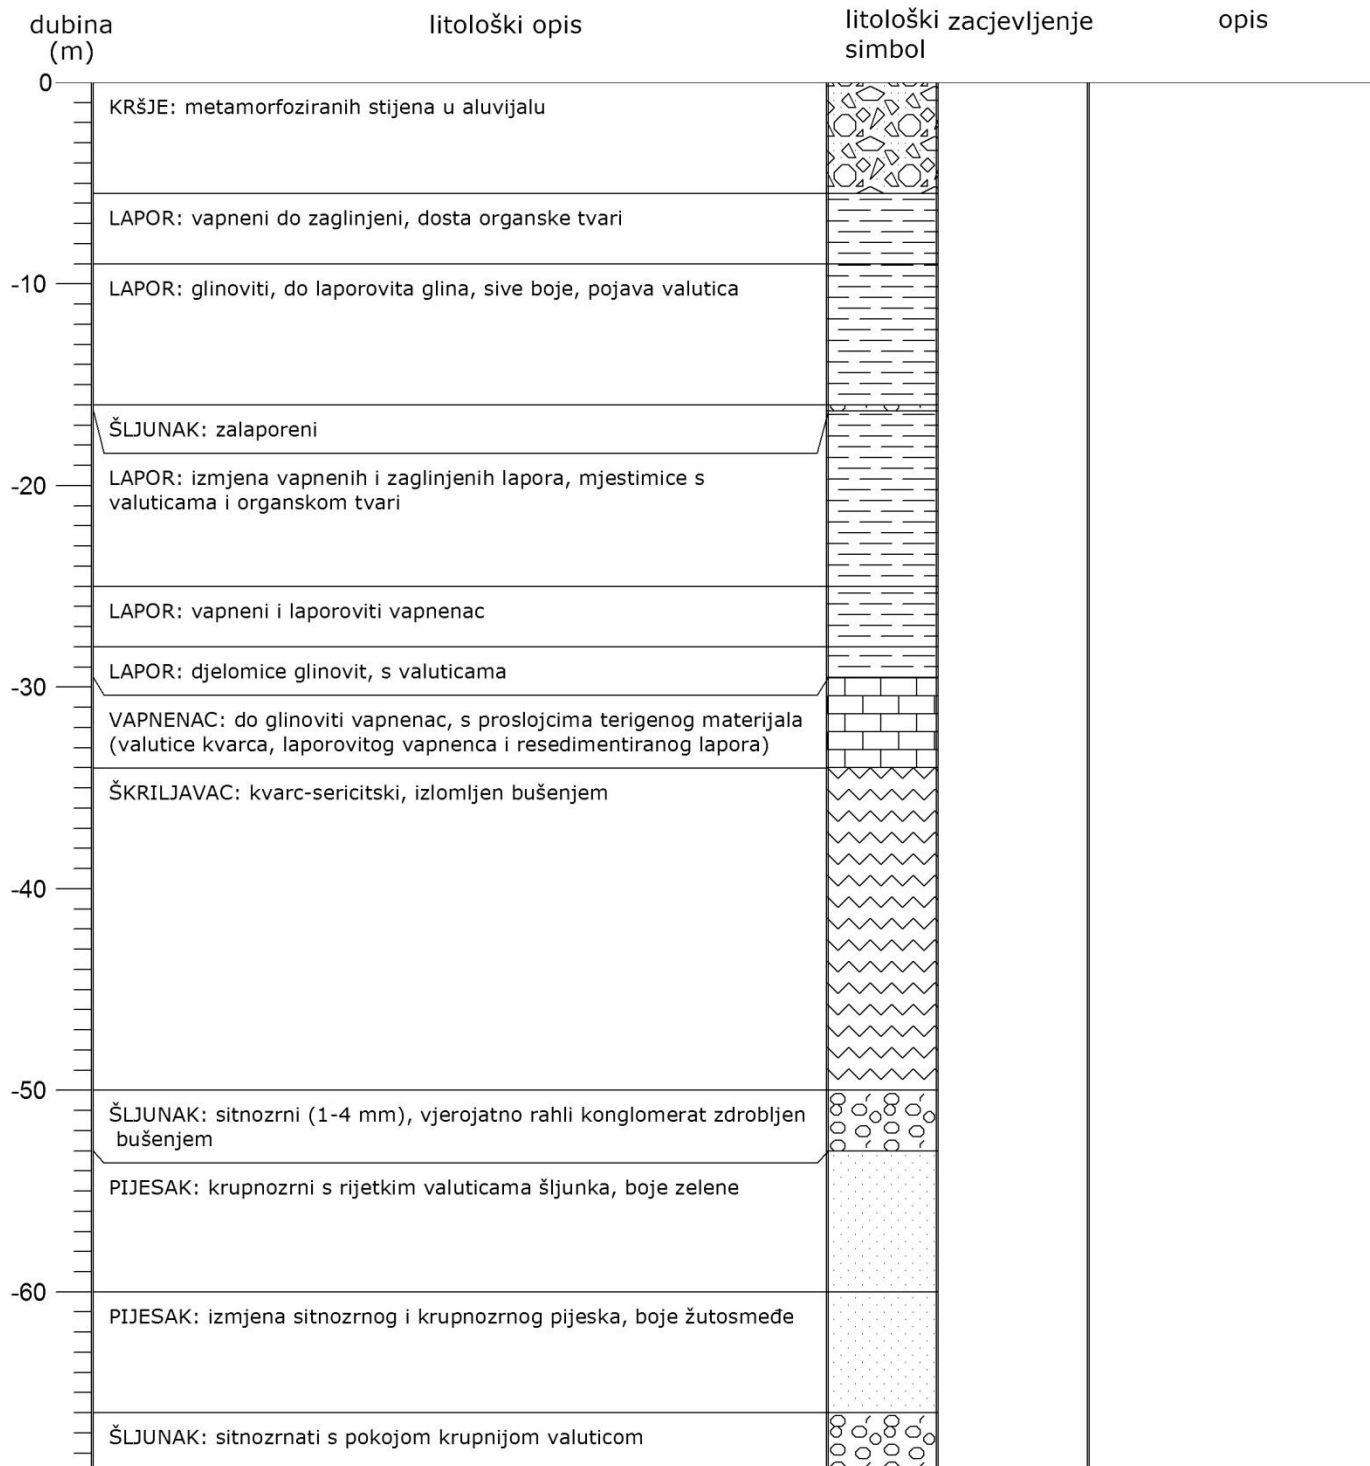 dubina
(m)
litološki opis
litološki
simbol
zacjevljenje
opis
0
KRŠJE: metamorfoziranih stijena u aluvijalu
LAPOR: vapneni do zaglinjeni, dosta organske tvari
-10
LAPOR: glinoviti, do laporovita glina, sive boje, pojava valutica
ŠLJUNAK: zalaporeni
LAPOR: izmjena vapnenih i zaglinjenih lapora, mjestimice s
-20
valuticama i organskom tvari
LAPOR: vapneni i laporoviti vapnenac
LAPOR: djelomice glinovit, s valuticama
-30
VAPNENAC: do glinoviti vapnenac, s proslojcima terigenog materijala
(valutice kvarca, laporovitog vapnenca i resedimentiranog lapora)
ŠKRILJAVAC: kvarc-sericitski, izlomljen bušenjem
-40
-50
ŠLJUNAK: sitnozrni (1-4 mm), vjerojatno rahli konglomerat zdrobljen
bušenjem
PIJESAK: krupnozrni s rijetkim valuticama šljunka, boje zelene
-60
PIJESAK: izmjena sitnozrnog i krupnozrnog pijeska, boje žutosmeđe
ŠLJUNAK: sitnozrnati s pokojom krupnijom valuticom